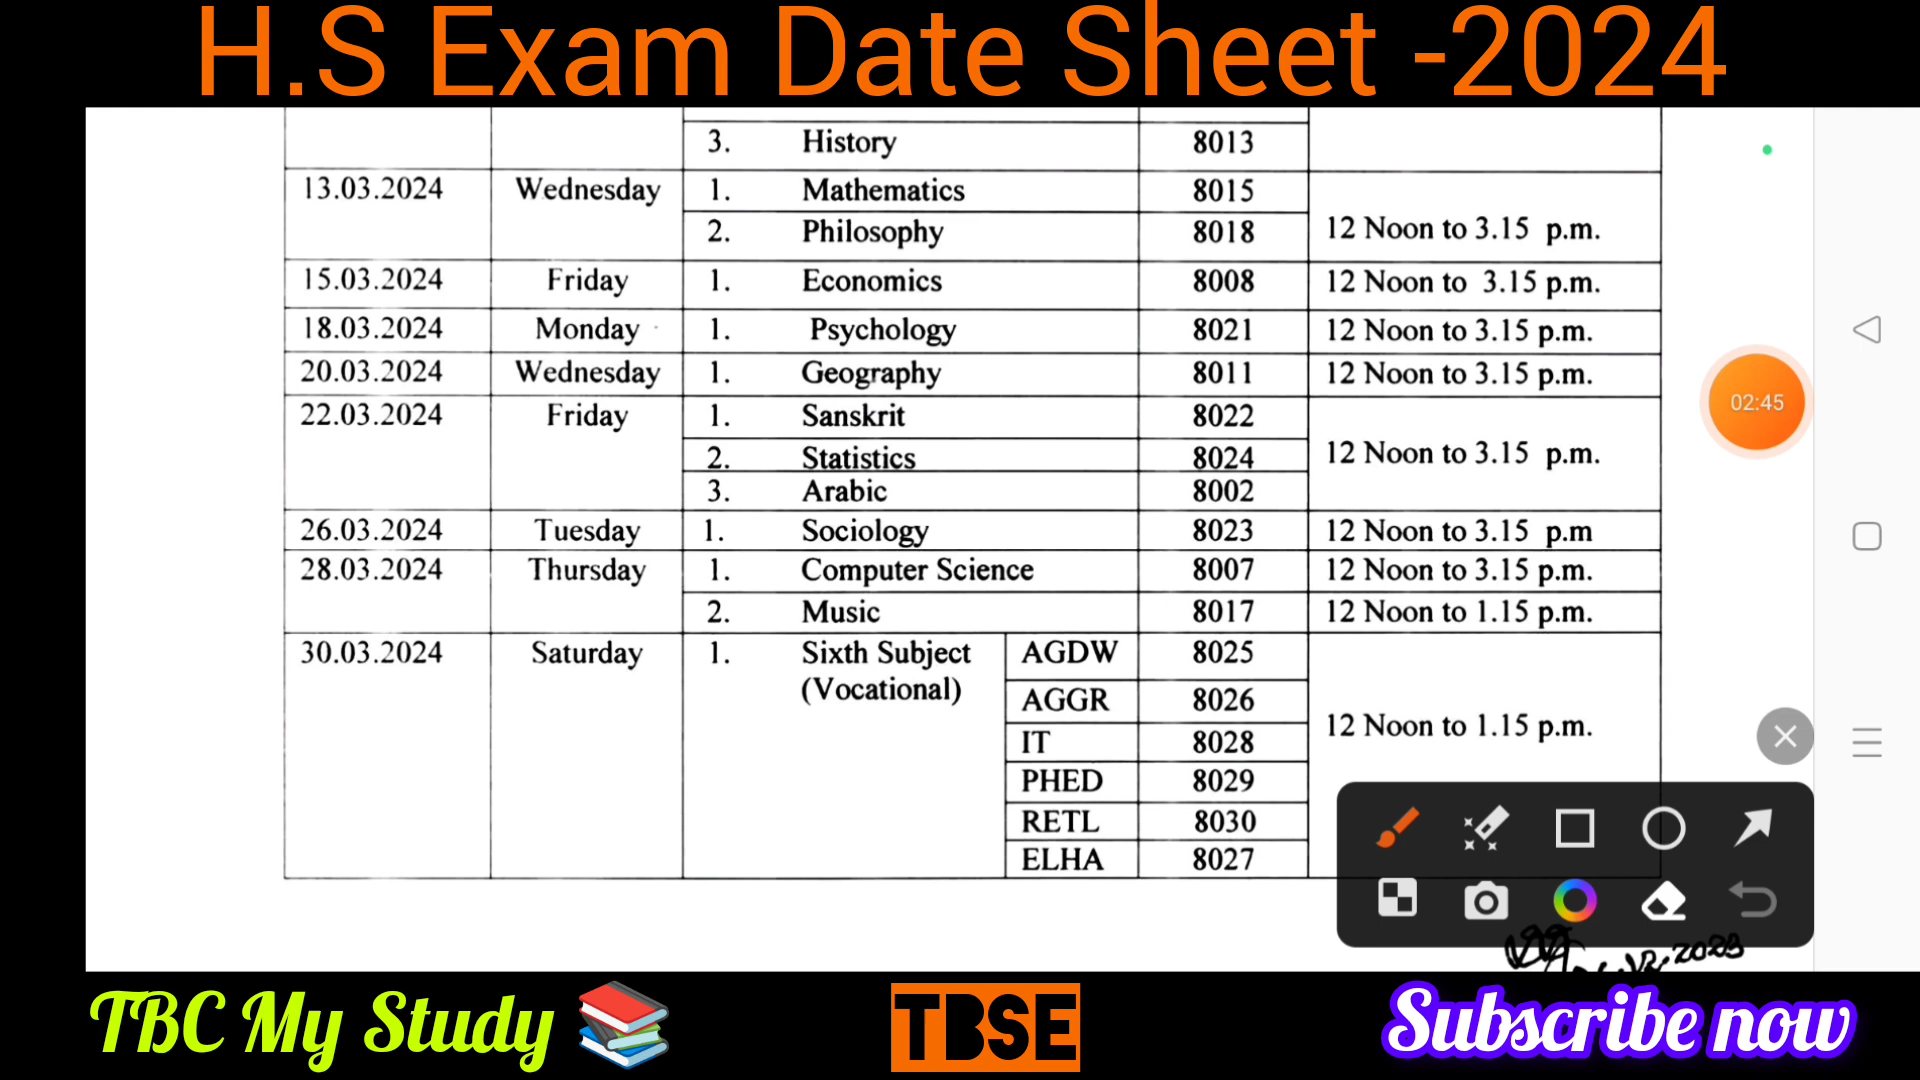 H.S Exam Date Sheet -2024
3. History 8013
13.03.2024 Wednesday 1. Mathematics 8015
2. Philosophy 8018 12 Noon to 3.15 p.m.
15.03.2024 Friday 1. Economics 8008 12 Noon to 3.15 p.m.
18.03.2024 Monday 1. Psychology 8021 12 Noon to 3.15 p.m.
20.03.2024 Wednesday 1. Geography 8011 12 Noon to 3.15 p.m.
22.03.2024 Friday 1. Sanskrit 8022
2. Statistics 8024 12 Noon to 3.15 p.m.
3. Arabic 8002
26.03.2024 Tuesday 1. Sociology 8023 12 Noon to 3.15 p.m
28.03.2024 Thursday 1. Computer Science 8007 12 Noon to 3.15 p.m.
2. Music 8017 12 Noon to 1.15 p.m.
30.03.2024 Saturday 1. Sixth Subject AGDW 8025
(Vocational) AGGR 8026
12 Noon to 1.15 p.m.
IT 8028
PHED 8029
RETL 8030
ELHA 8027
02:45
2023
TBC My Study
TBSE
Subscribe now